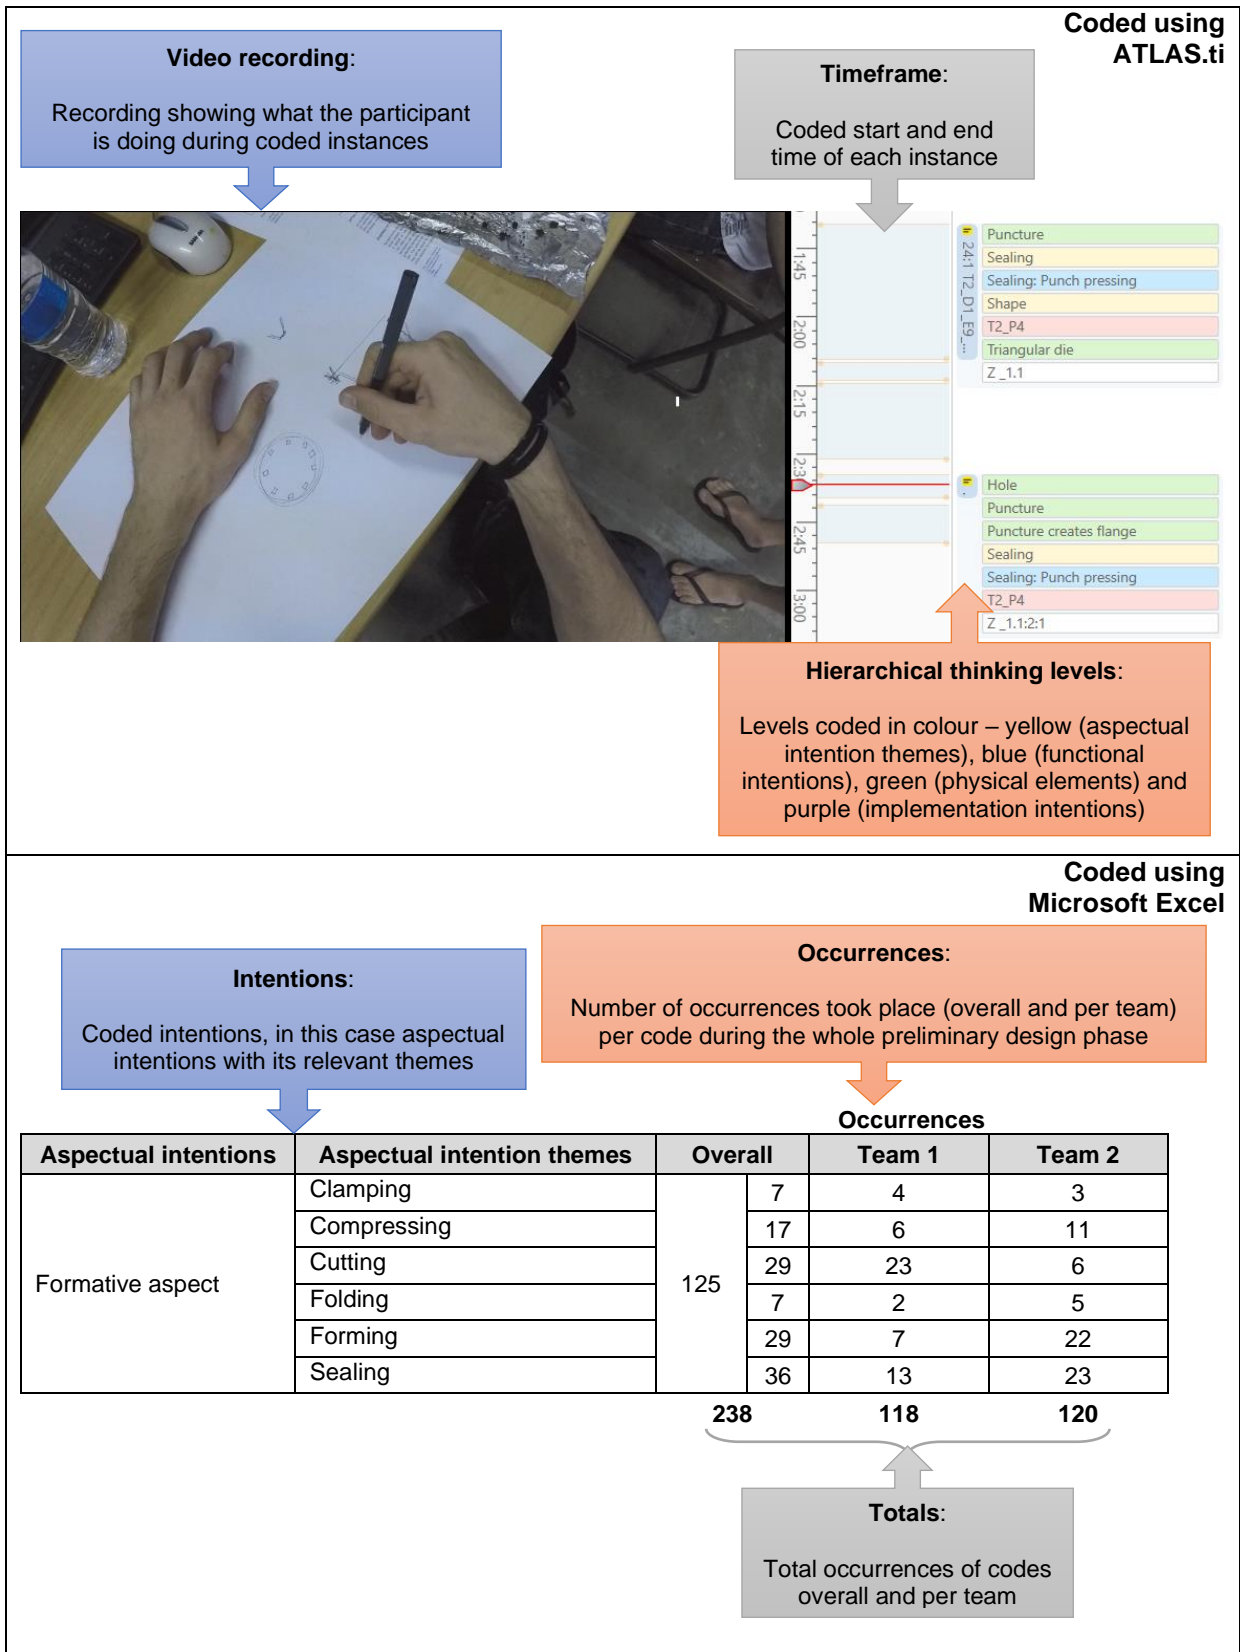 Coded using
ATLAS.ti
Video recording:
Recording showing what the participant
is doing during coded instances
Timeframe:
Coded start and end
time of each instance
1:45
2:00
2:15
2:3
2:45
3:00
24:1 T2_D1_E9_...
Puncture
Sealing
Sealing: Punch pressing
Shape
T2_P4
Triangular die
Z _1.1
Hole
Puncture
Puncture creates flange
Sealing
Sealing: Punch pressing
T2_P4
Z _1.1:2:1
Hierarchical thinking levels:
Levels coded in colour – yellow (aspectual
intention themes), blue (functional
intentions), green (physical elements) and
purple (implementation intentions)
Coded using
Microsoft Excel
Intentions:
Coded intentions, in this case aspectual
intentions with its relevant themes
Occurrences:
Number of occurrences took place (overall and per team)
per code during the whole preliminary design phase
Occurrences
Aspectual intentions Aspectual intention themes Overall Team 1 Team 2
Formative aspect
125
Clamping 7 4 3
Compressing 17 6 11
Cutting 29 23 6
Folding 7 2 5
Forming 29 7 22
Sealing 36 13 23
238 118 120
Totals:
Total occurrences of codes
overall and per team